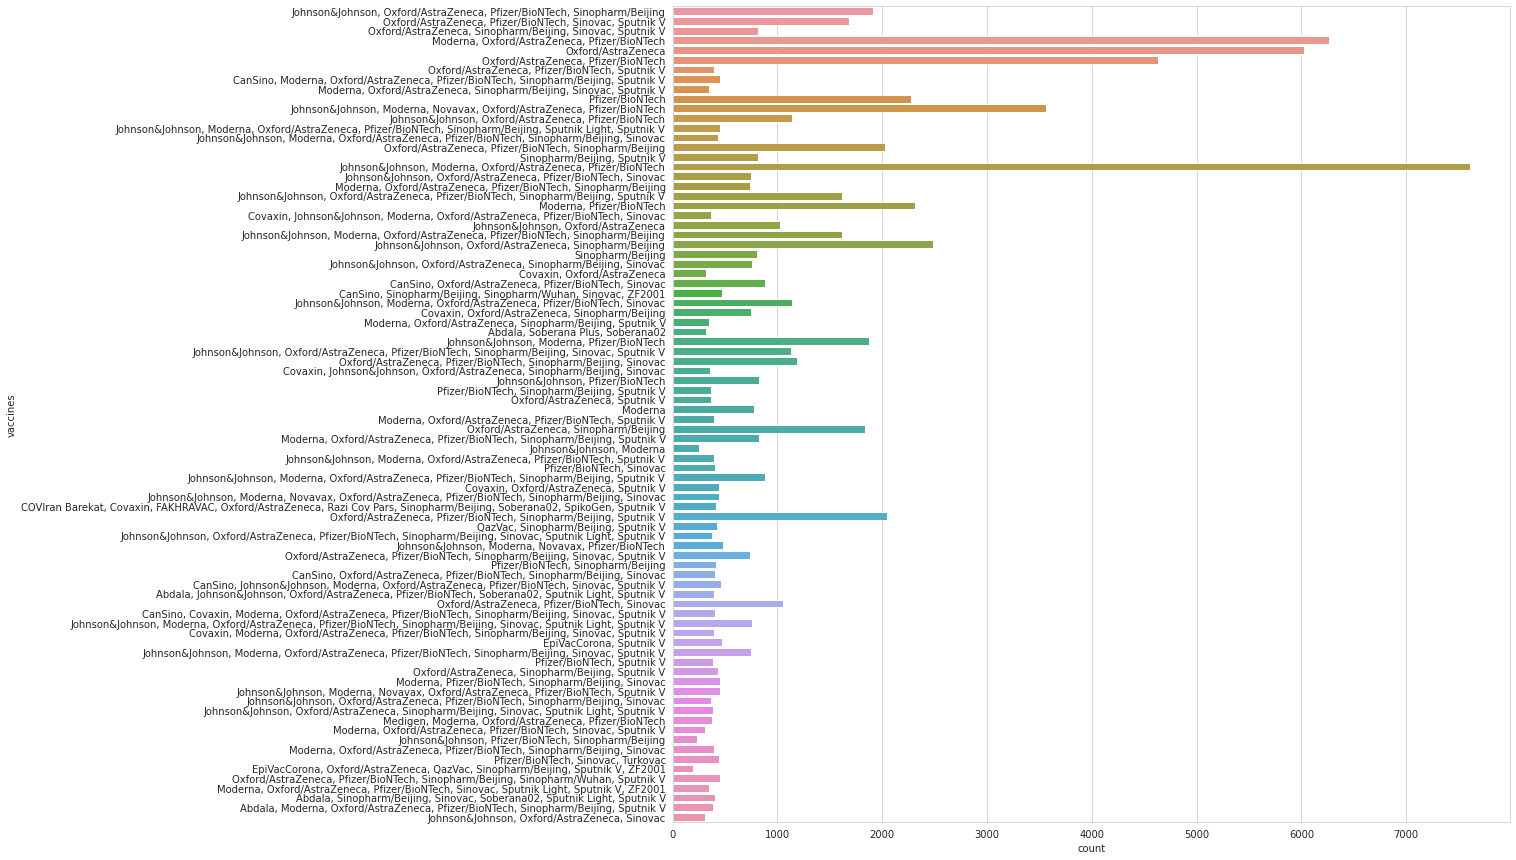 Johnson&Johnson, Oxford/AstraZeneca, Pfizer/BioNTech, Sinopharm/Beijing
Oxford/AstraZeneca, Pfizer/BioNTech, Sinovac, Sputnik V
Oxford/AstraZeneca, Sinopharm/Beijing, Sinovac, Sputnik V
Moderna, Oxford/AstraZeneca, Pfizer/BioNTech
Oxford/AstraZeneca
Oxford/AstraZeneca, Pfizer/BioNTech
Oxford/AstraZeneca, Pfizer/BioNTech, Sputnik V
CanSino, Moderna, Oxford/AstraZeneca, Pfizer/BioNTech, Sinopharm/Beijing, Sputnik V
Moderna, Oxford/AstraZeneca, Sinopharm/Beijing, Sinovac, Sputnik V
Pfizer/BioNTech
Johnson&Johnson, Moderna, Novavax, Oxford/AstraZeneca, Pfizer/BioNTech
Johnson&Johnson, Oxford/AstraZeneca, Pfizer/BioNTech
Johnson&Johnson, Moderna, Oxford/AstraZeneca, Pfizer/BioNTech, Sinopharm/Beijing, Sputnik Light, Sputnik V
Johnson&Johnson, Moderna, Oxford/AstraZeneca, Pfizer/BioNTech, Sinopharm/Beijing, Sinovac
Oxford/AstraZeneca, Pfizer/BioNTech, Sinopharm/Beijing
Sinopharm/Beijing, Sputnik V
Johnson&Johnson, Moderna, Oxford/AstraZeneca, Pfizer/BioNTech
Johnson&Johnson, Oxford/AstraZeneca, Pfizer/BioNTech, Sinovac
Moderna, Oxford/AstraZeneca, Pfizer/BioNTech, Sinopharm/Beijing
Johnson&Johnson, Oxford/AstraZeneca, Pfizer/BioNTech, Sinopharm/Beijing, Sputnik V
Moderna, Pfizer/BioNTech
Covaxin, Johnson&Johnson, Moderna, Oxford/AstraZeneca, Pfizer/BioNTech, Sinovac
Johnson&Johnson, Oxford/AstraZeneca
Johnson&Johnson, Moderna, Oxford/AstraZeneca, Pfizer/BioNTech, Sinopharm/Beijing
Johnson&Johnson, Oxford/AstraZeneca, Sinopharm/Beijing
Sinopharm/Beijing
Johnson&Johnson, Oxford/AstraZeneca, Sinopharm/Beijing, Sinovac
Covaxin, Oxford/AstraZeneca
CanSino, Oxford/AstraZeneca, Pfizer/BioNTech, Sinovac
CanSino, Sinopharm/Beijing, Sinopharm/Wuhan, Sinovac, ZF2001
Johnson&Johnson, Moderna, Oxford/AstraZeneca, Pfizer/BioNTech, Sinovac
Covaxin, Oxford/AstraZeneca, Sinopharm/Beijing
Moderna, Oxford/AstraZeneca, Sinopharm/Beijing, Sputnik V
Abdala, Soberana Plus, Soberana02
Johnson&Johnson, Moderna, Pfizer/BioNTech
Johnson&Johnson, Oxford/AstraZeneca, Pfizer/BioNTech, Sinopharm/Beijing, Sinovac, Sputnik V
Oxford/AstraZeneca, Pfizer/BioNTech, Sinopharm/Beijing, Sinovac
Covaxin, Johnson&Johnson, Oxford/AstraZeneca, Sinopharm/Beijing, Sinovac
Johnson&Johnson, Pfizer/BioNTech
Pfizer/BioNTech, Sinopharm/Beijing, Sputnik V
Oxford/AstraZeneca, Sputnik V
Moderna
Moderna, Oxford/AstraZeneca, Pfizer/BioNTech, Sputnik V
Oxford/AstraZeneca, Sinopharm/Beijing
Moderna, Oxford/AstraZeneca, Pfizer/BioNTech, Sinopharm/Beijing, Sputnik V
Johnson&Johnson, Moderna
Johnson&Johnson, Moderna, Oxford/AstraZeneca, Pfizer/BioNTech, Sputnik V
Pfizer/BioNTech, Sinovac
Johnson&Johnson, Moderna, Oxford/AstraZeneca, Pfizer/BioNTech, Sinopharm/Beijing, Sputnik V
Covaxin, Oxford/AstraZeneca, Sputnik V
Johnson&Johnson, Moderna, Novavax, Oxford/AstraZeneca, Pfizer/BioNTech, Sinopharm/Beijing, Sinovac
COVIran Barekat, Covaxin, FAKHRAVAC, Oxford/AstraZeneca, Razi Cov Pars, Sinopharm/Beijing, Soberana02, SpikoGen, Sputnik V
Oxford/AstraZeneca, Pfizer/BioNTech, Sinopharm/Beijing, Sputnik V
QazVac, Sinopharm/Beijing, Sputnik V
Johnson&Johnson, Oxford/AstraZeneca, Pfizer/BioNTech, Sinopharm/Beijing, Sinovac, Sputnik Light, Sputnik V
Johnson&Johnson, Moderna, Novavax, Pfizer/BioNTech
Oxford/AstraZeneca, Pfizer/BioNTech, Sinopharm/Beijing, Sinovac, Sputnik V
Pfizer/BioNTech, Sinopharm/Beijing
CanSino, Oxford/AstraZeneca, Pfizer/BioNTech, Sinopharm/Beijing, Sinovac
CanSino, Johnson&Johnson, Moderna, Oxford/AstraZeneca, Pfizer/BioNTech, Sinovac, Sputnik V
Abdala, Johnson&Johnson, Oxford/AstraZeneca, Pfizer/BioNTech, Soberana02, Sputnik Light, Sputnik V
Oxford/AstraZeneca, Pfizer/BioNTech, Sinovac
CanSino, Covaxin, Moderna, Oxford/AstraZeneca, Pfizer/BioNTech, Sinopharm/Beijing, Sinovac, Sputnik V
Johnson&Johnson, Moderna, Oxford/AstraZeneca, Pfizer/BioNTech, Sinopharm/Beijing, Sinovac, Sputnik Light, Sputnik V
Covaxin, Moderna, Oxford/AstraZeneca, Pfizer/BioNTech, Sinopharm/Beijing, Sinovac, Sputnik V
EpiVacCorona, Sputnik V
Johnson&Johnson, Moderna, Oxford/AstraZeneca, Pfizer/BioNTech, Sinopharm/Beijing, Sinovac, Sputnik V
Pfizer/BioNTech, Sputnik V
Oxford/AstraZeneca, Sinopharm/Beijing, Sputnik V
Moderna, Pfizer/BioNTech, Sinopharm/Beijing, Sinovac
Johnson&Johnson, Moderna, Novavax, Oxford/AstraZeneca, Pfizer/BioNTech, Sputnik V
Johnson&Johnson, Oxford/AstraZeneca, Pfizer/BioNTech, Sinopharm/Beijing, Sinovac
Johnson&Johnson, Oxford/AstraZeneca, Sinopharm/Beijing, Sinovac, Sputnik Light, Sputnik V
Medigen, Moderna, Oxford/AstraZeneca, Pfizer/BioNTech
Moderna, Oxford/AstraZeneca, Pfizer/BioNTech, Sinovac, Sputnik V
Johnson&Johnson, Pfizer/BioNTech, Sinopharm/Beijing
Moderna, Oxford/AstraZeneca, Pfizer/BioNTech, Sinopharm/Beijing, Sinovac
Pfizer/BioNTech, Sinovac, Turkovac
EpiVacCorona, Oxford/AstraZeneca, QazVac, Sinopharm/Beijing, Sputnik V, ZF2001
Oxford/AstraZeneca, Pfizer/BioNTech, Sinopharm/Beijing, Sinopharm/Wuhan, Sputnik V
Moderna, Oxford/AstraZeneca, Pfizer/BioNTech, Sinovac, Sputnik Light, Sputnik V, ZF2001
Abdala, Sinopharm/Beijing, Sinovac, Soberana02, Sputnik Light, Sputnik V
Abdala, Moderna, Oxford/AstraZeneca, Pfizer/BioNTech, Sinopharm/Beijing, Sputnik V
Johnson&Johnson, Oxford/AstraZeneca, Sinovac
vaccines
0 1000 2000 3000 4000 5000 6000 7000
count